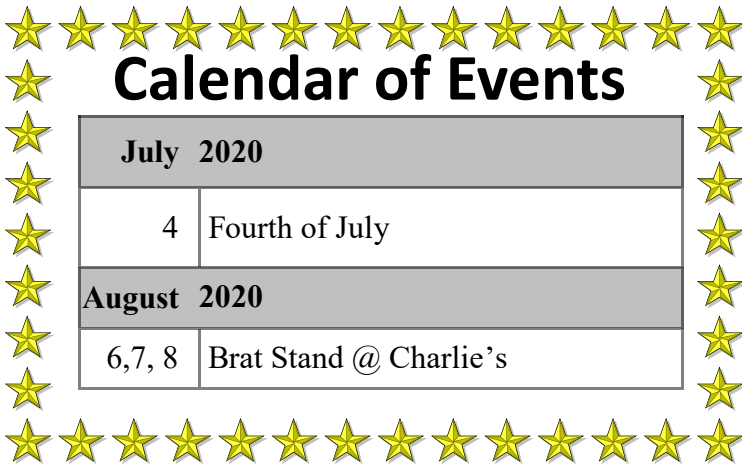 Calendar of Events
July 2020
4 Fourth of July
August 2020
6,7, 8 Brat Stand @ Charlie’s